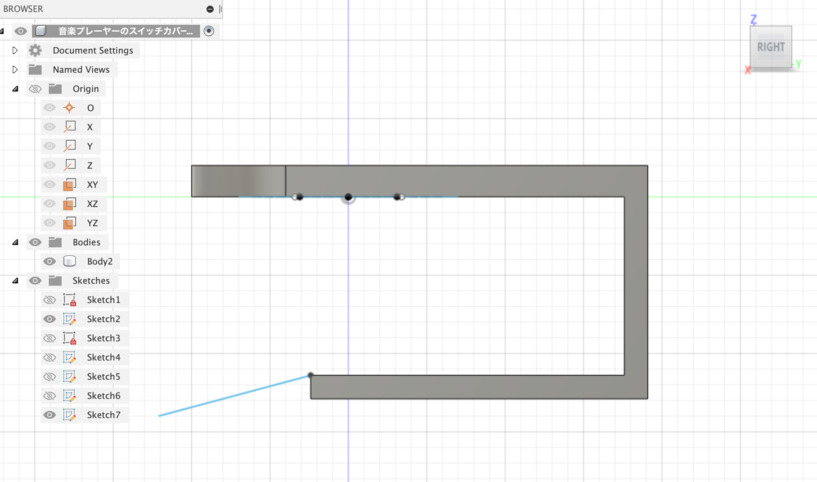 BROWSER
音楽プレーヤーのスイッチカバー...
Document Settings
Named Views
Origin
O
X
Y
Z
XY
XZ
YZ
Bodies
Body2
Sketches
Sketch1
Sketch2
Sketch3
Sketch4
Sketch5
Sketch6
Sketch7
Z
RIGHT
X
Y